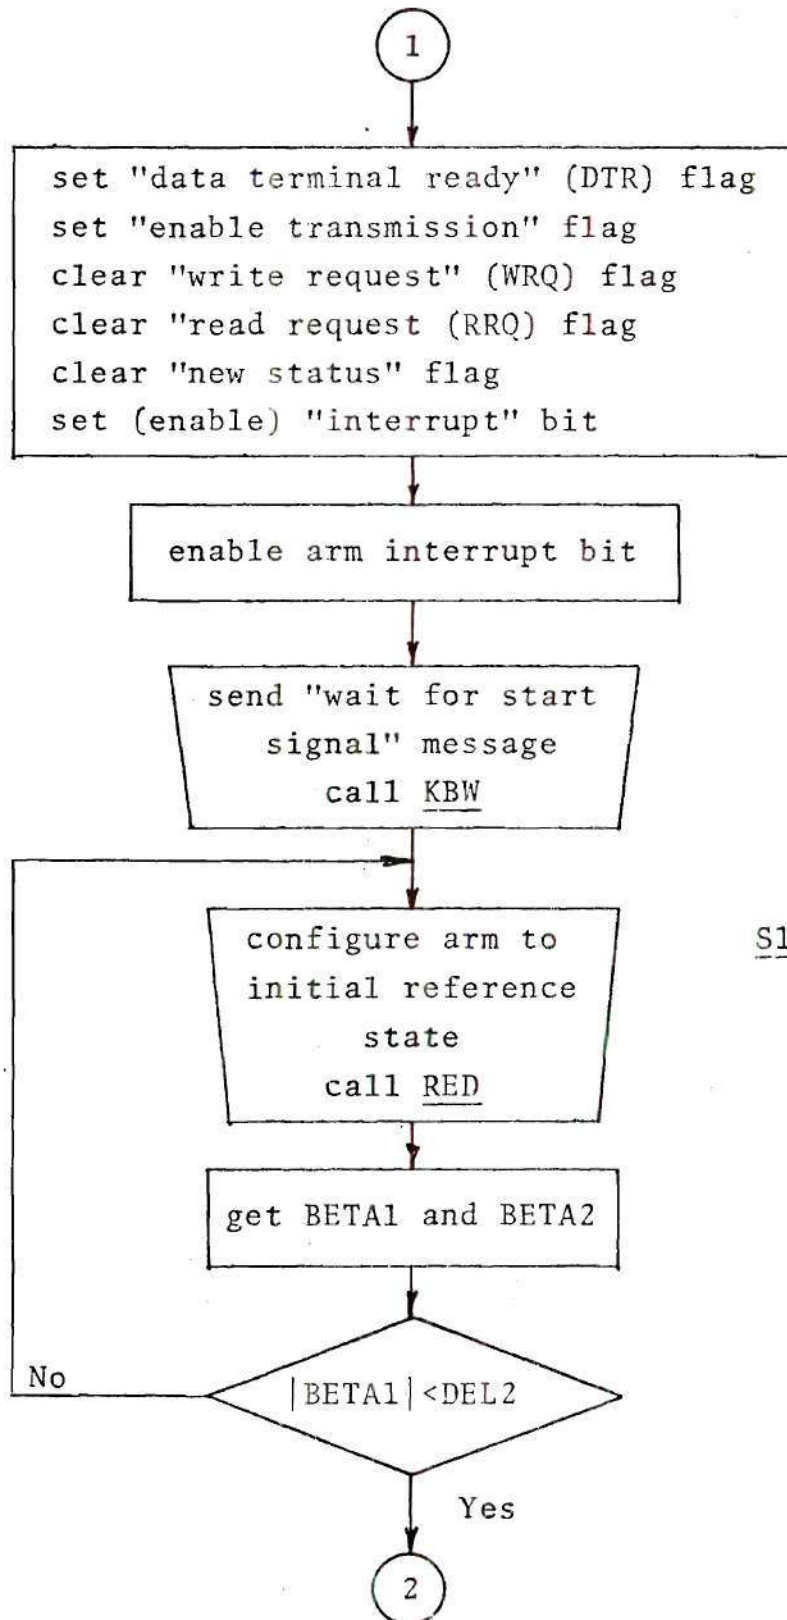 1
set "data terminal ready" (DTR) flag
set "enable transmission" flag
clear "write request" (WRQ) flag
clear "read request (RRQ) flag
clear "new status" flag
set (enable) "interrupt" bit
enable arm interrupt bit
send "wait for start
signal" message
call KBW
configure arm to
initial reference
state
call RED
S1
get BETA1 and BETA2
|BETA1|<DEL2
No
Yes
2